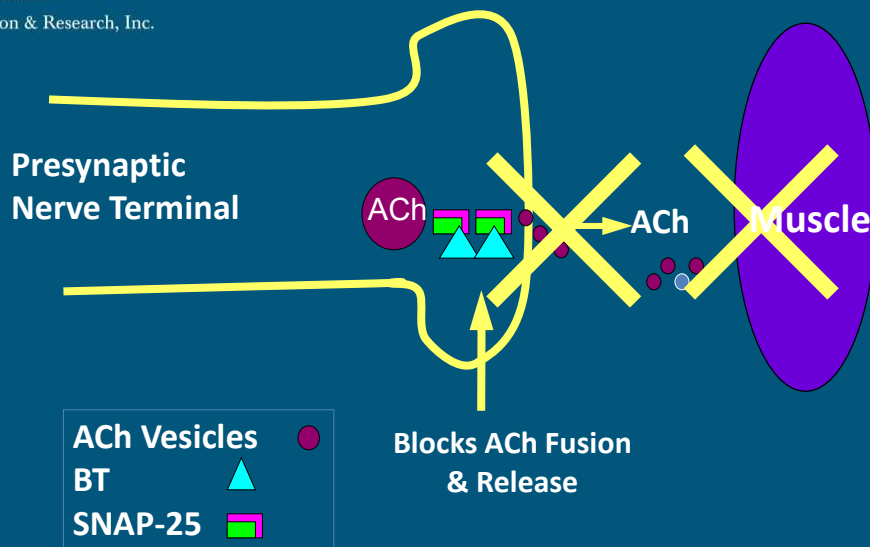 on & Research, Inc.
Presynaptic
Nerve Terminal
ACh
ACh
Muscle
Blocks ACh Fusion
& Release
ACh Vesicles
BT
SNAP-25